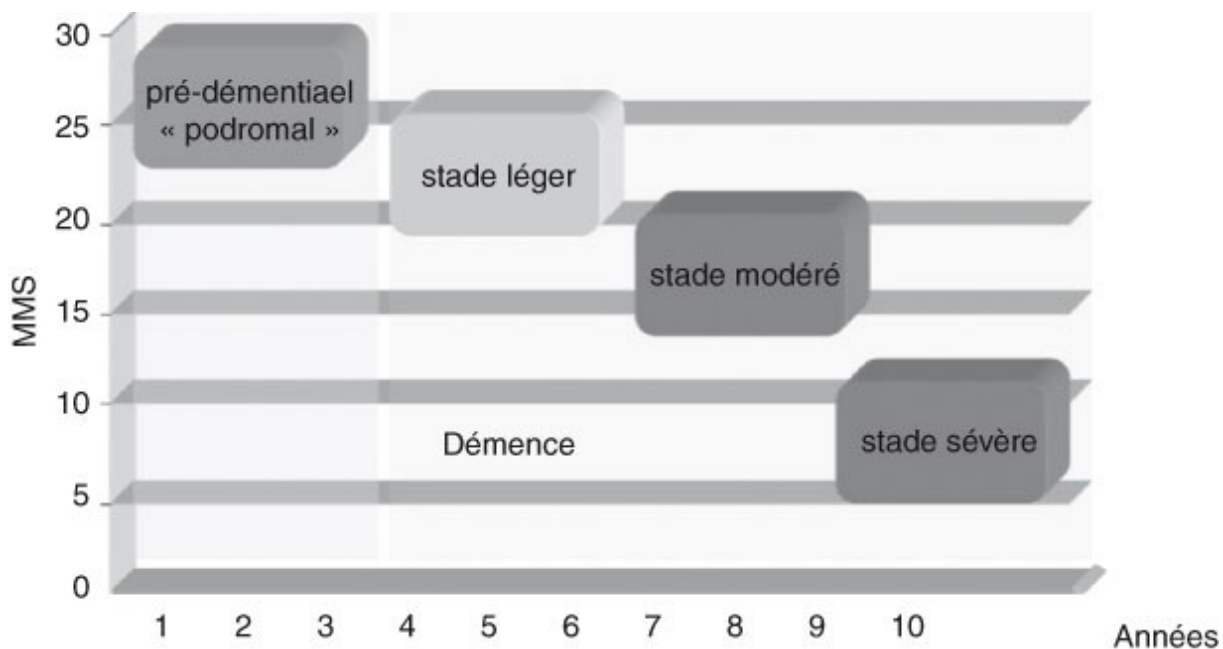 30
pré-démentiael
« podromal »
25
stade léger
20
stade modéré
MMS
15
10
Démence
stade sévère
5
0
1 2 3 4 5 6 7 8 9 10
Années